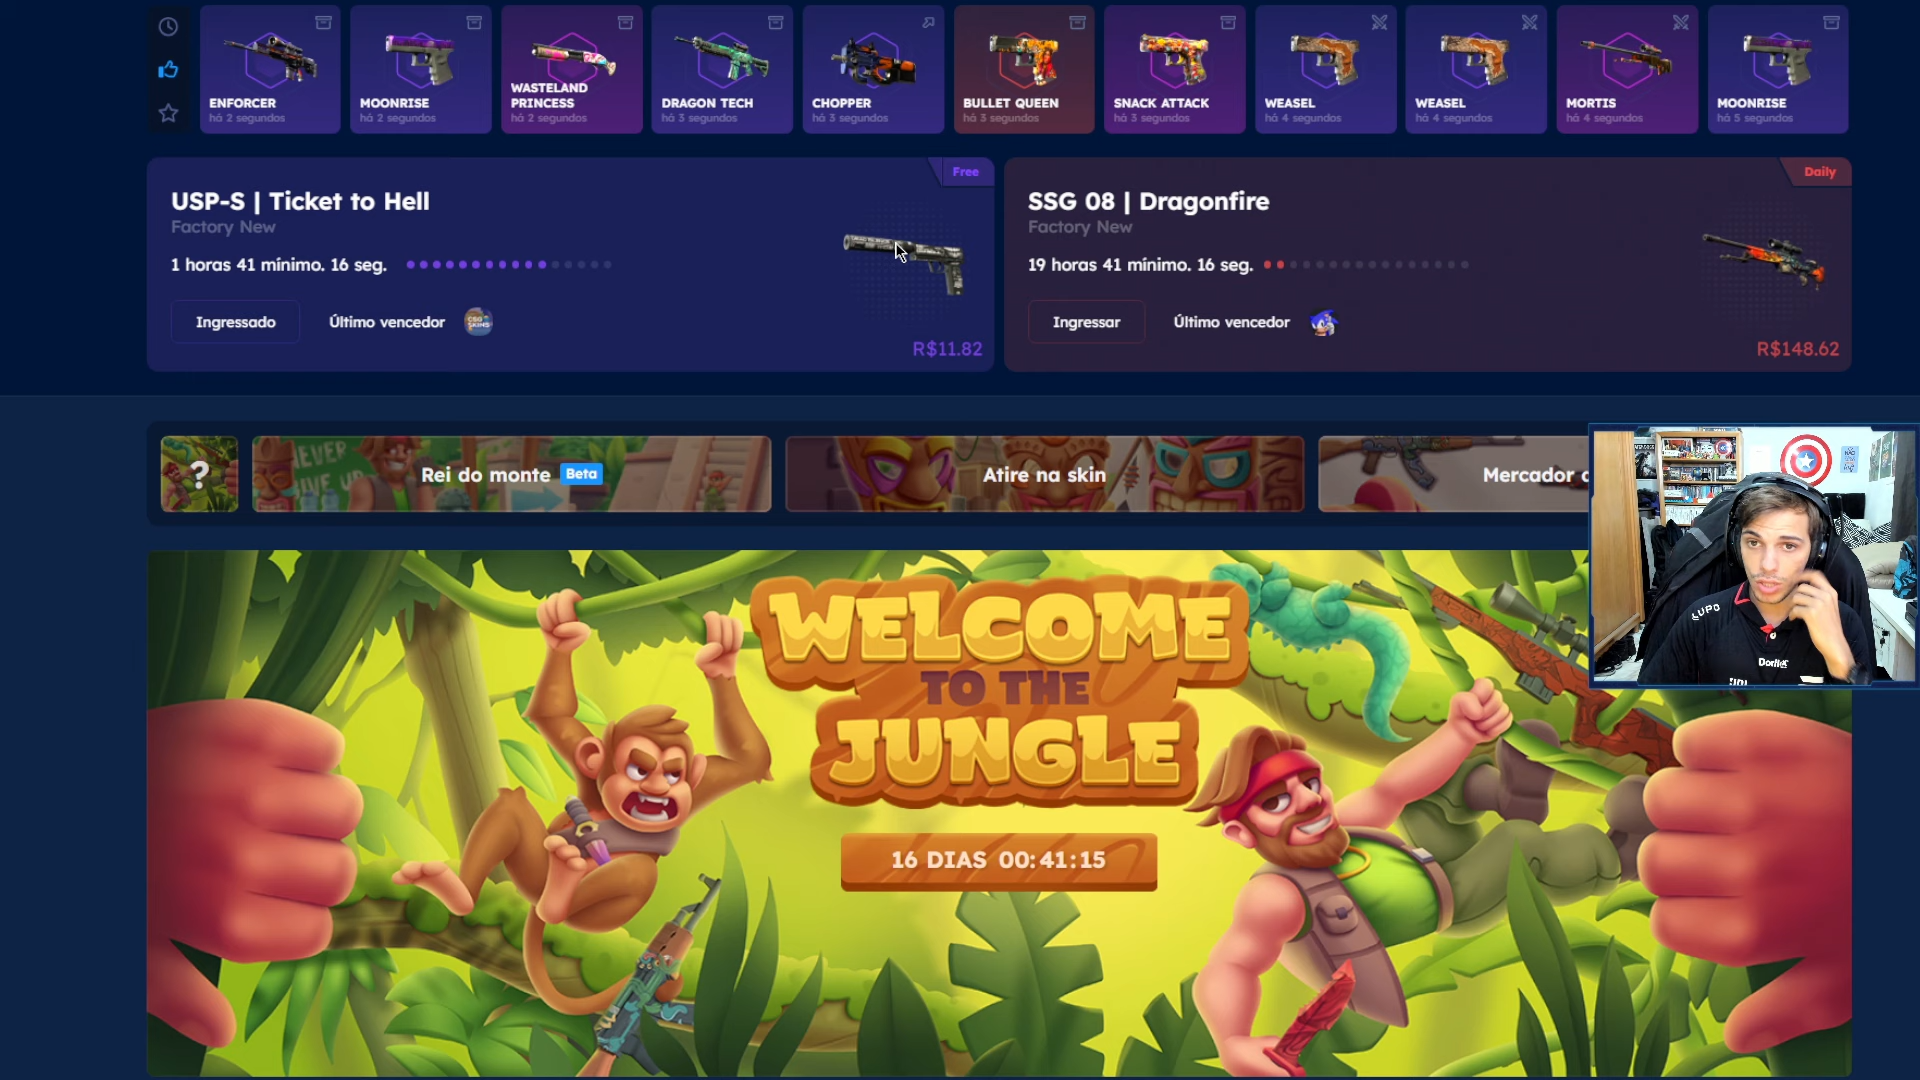 ENFORCER
há 2 segundos
MOONRISE
há 2 segundos
WASTELAND
PRINCESS
há 2 segundos
DRAGON TECH
há 3 segundos
CHOPPER
há 3 segundos
BULLET QUEEN
há 3 segundos
SNACK ATTACK
há 3 segundos
WEASEL
há 4 segundos
WEASEL
há 4 segundos
MORTIS
há 4 segundos
MOONRISE
há 5 segundos
Free
USP-S | Ticket to Hell
Factory New
1 horas 41 mínimo. 16 seg.
Ingressado
Último vencedor
R$11.82
Daily
SSG 08 | Dragonfire
Factory New
19 horas 41 mínimo. 16 seg.
Ingressar
Último vencedor
R$148.62
?
NEVER
GIVE UP
Rei do monte Beta
Atire na skin
Mercador
LUPO
WELCOME
TO THE
JUNGLE
16 DIAS 00:41:15